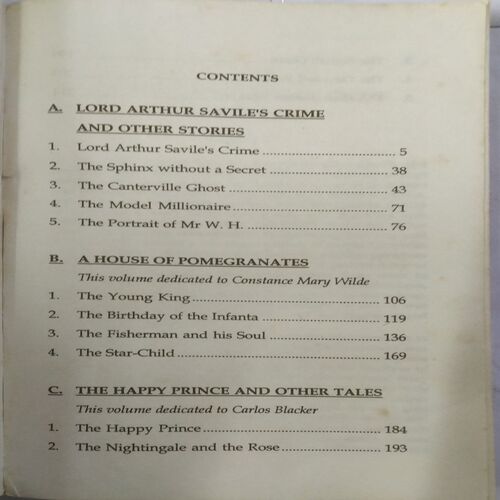 CONTENTS
A. LORD ARTHUR SAVILE'S CRIME
AND OTHER STORIES
1. Lord Arthur Savile's Crime ................................ 5
2. The Sphinx without a Secret ............................ 38
3. The Canterville Ghost ..................................... 43
4. The Model Millionaire .................................... 71
5. The Portrait of Mr W. H. ................................. 76
B. A HOUSE OF POMEGRANATES
This volume dedicated to Constance Mary Wilde
1. The Young King ............................................ 106
2. The Birthday of the Infanta ............................ 119
3. The Fisherman and his Soul ............................ 136
4. The Star-Child ............................................... 169
C. THE HAPPY PRINCE AND OTHER TALES
This volume dedicated to Carlos Blacker
1. The Happy Prince .......................................... 184
2. The Nightingale and the Rose ........................ 193